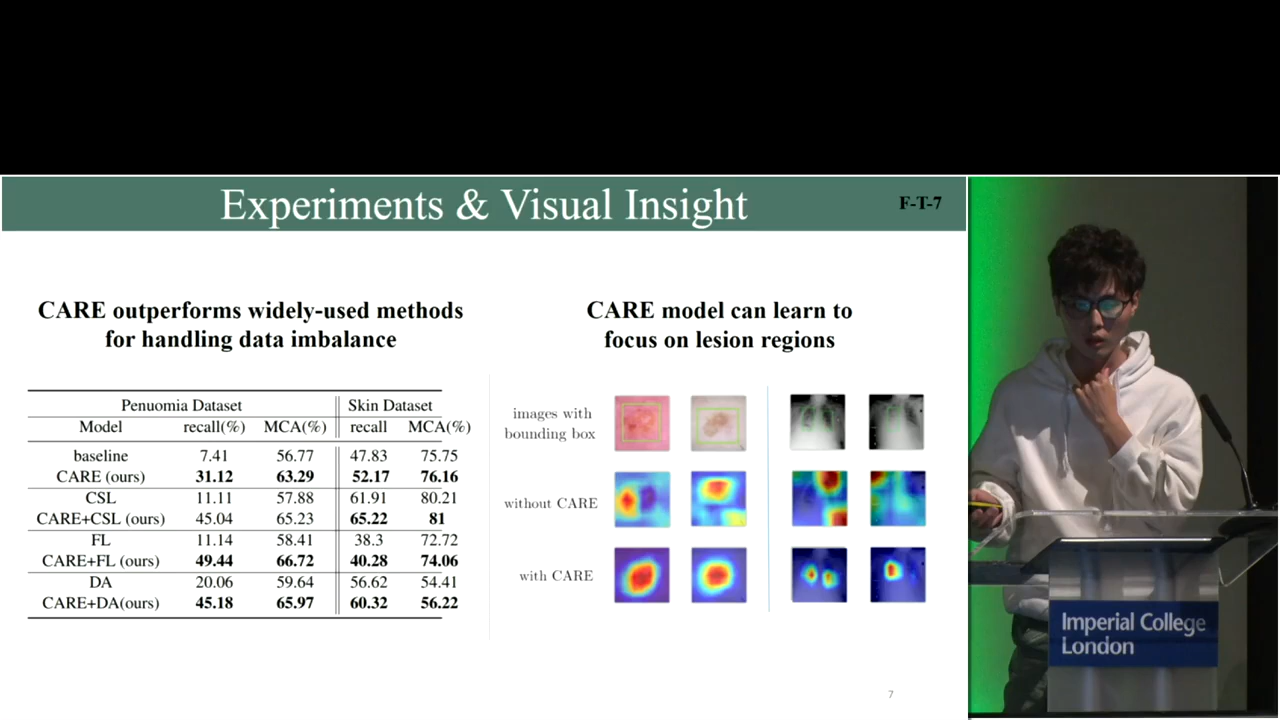 Experiments & Visual Insight
F-T-7
CARE outperforms widely-used methods
for handling data imbalance
Penuomia Dataset Skin Dataset
Model recall(%) MCA(%) recall MCA(%)
baseline 7.41 56.77 47.83 75.75
CARE (ours) 31.12 63.29 52.17 76.16
CSL 11.11 57.88 61.91 80.21
CARE+CSL (ours) 45.04 65.23 65.22 81
FL 11.14 58.41 38.3 72.72
CARE+FL (ours) 49.44 66.72 40.28 74.06
DA 20.06 59.64 56.62 54.41
CARE+DA(ours) 45.18 65.97 60.32 56.22
CARE model can learn to
focus on lesion regions
images with
bounding box
without CARE
with CARE
7
Imperial College
London